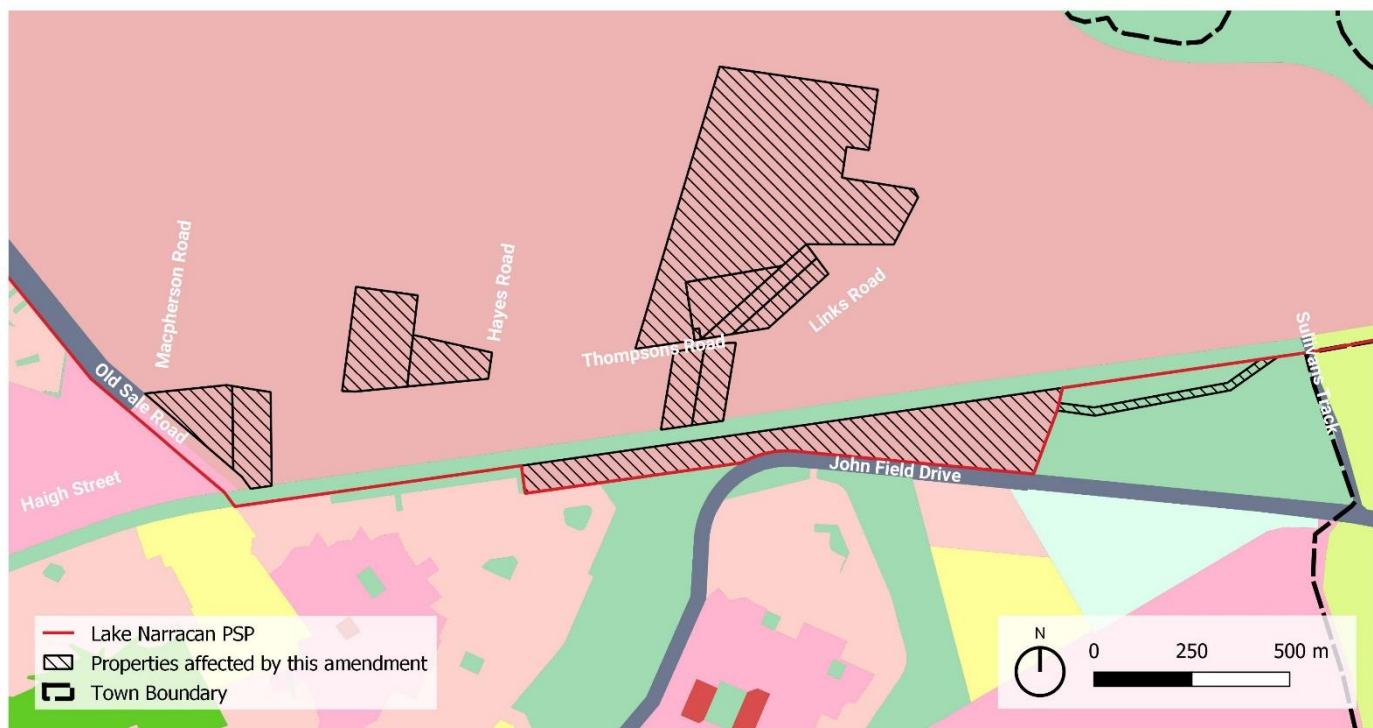 Macpherson Road
Hayes Road
Links Road
Thompsons Road
Sullivans Track
Old Sale Road
John Field Drive
Haigh Street
Lake Narracan PSP
Properties affected by this amendment
Town Boundary
N
0 250 500 m